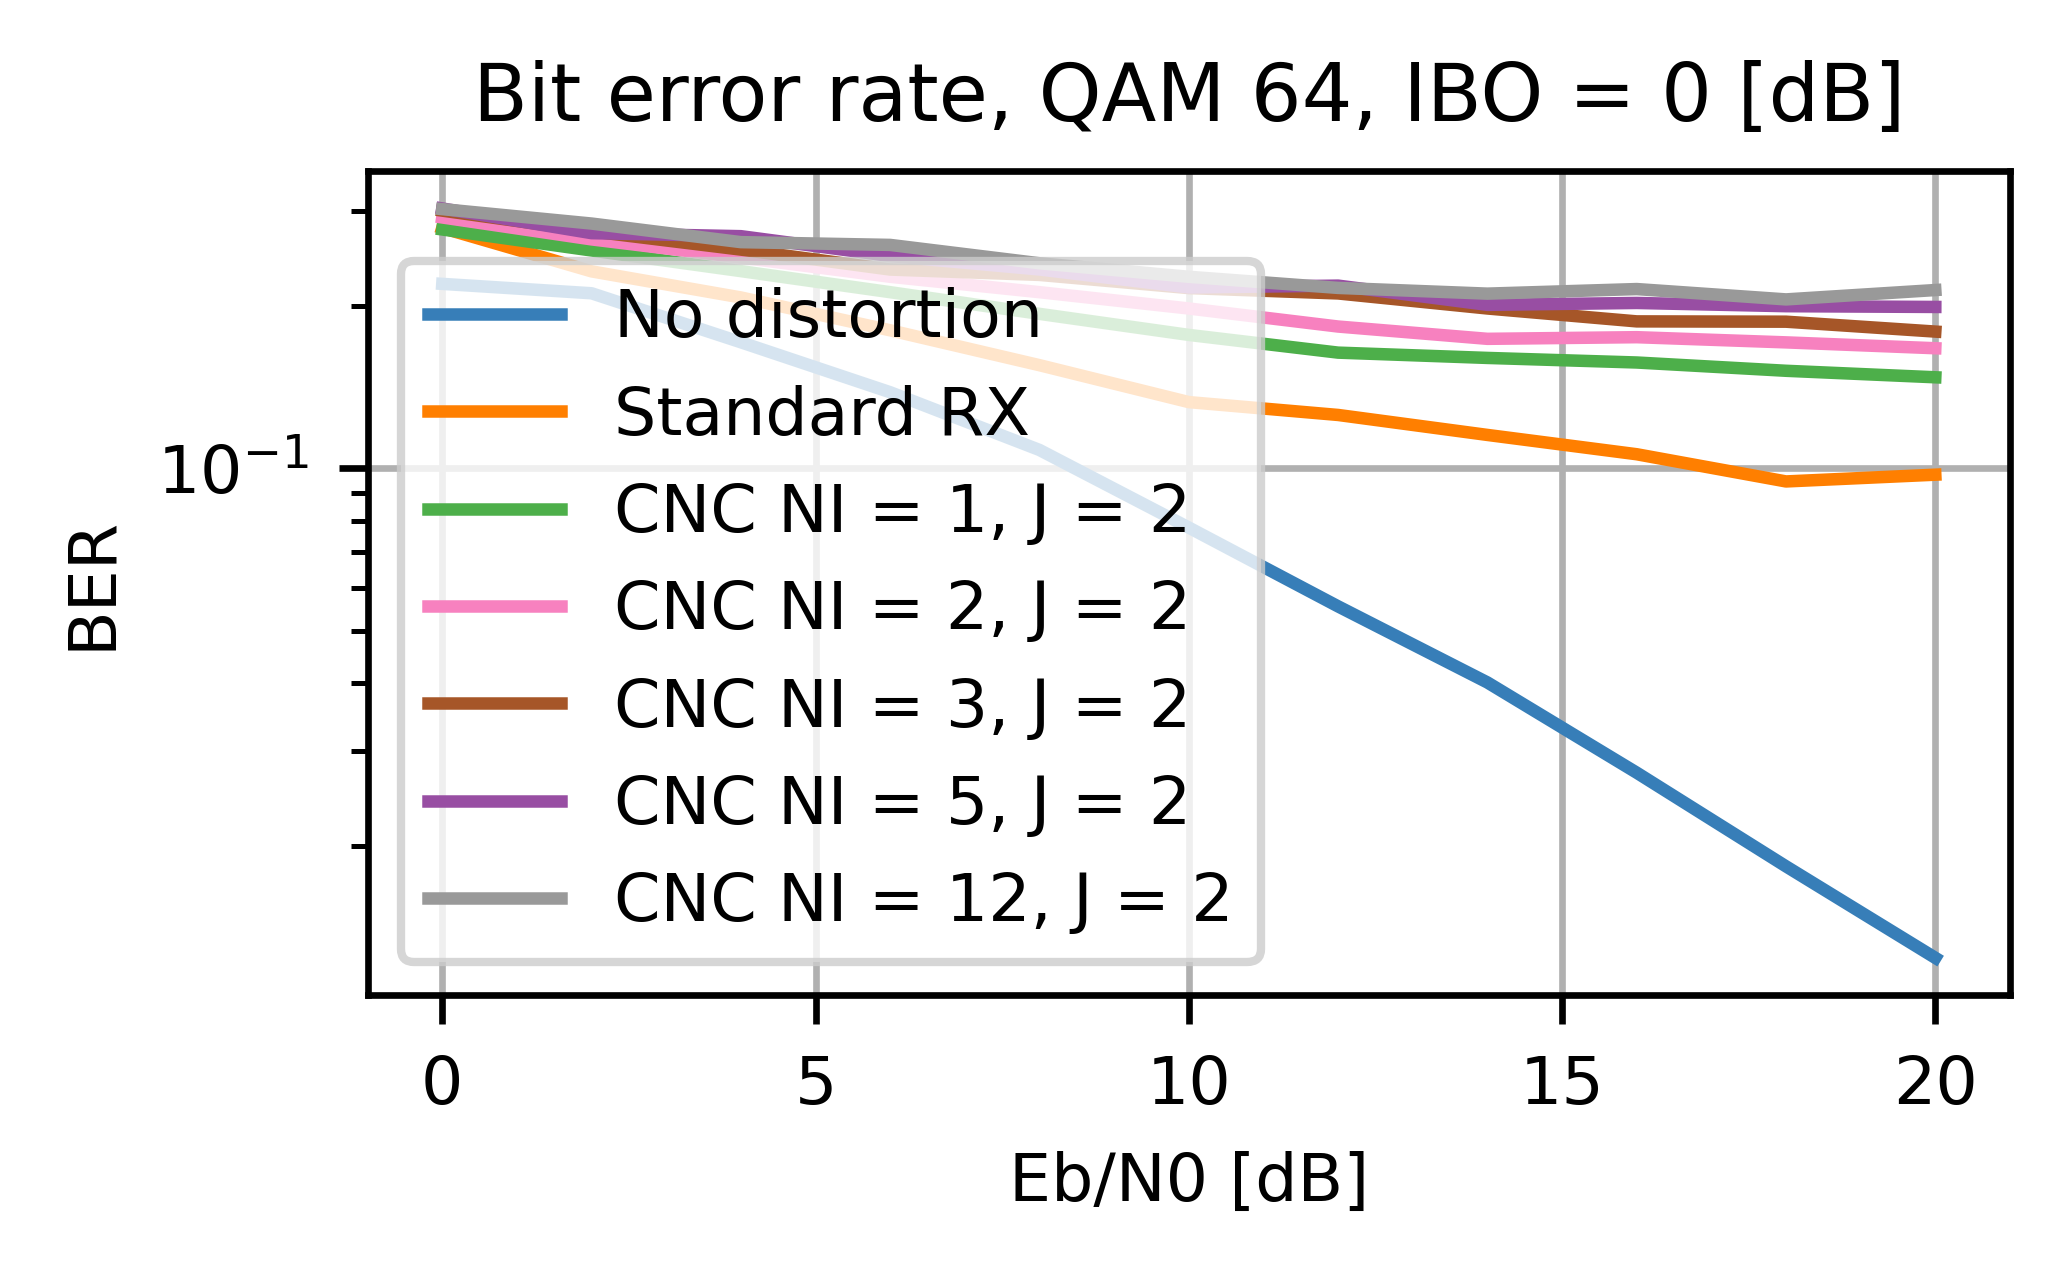 Bit error rate, QAM 64, IBO = 0 [dB]
BER
10⁻¹
No distortion
Standard RX
CNC NI = 1, J = 2
CNC NI = 2, J = 2
CNC NI = 3, J = 2
CNC NI = 5, J = 2
CNC NI = 12, J = 2
0 5 10 15 20
Eb/N0 [dB]